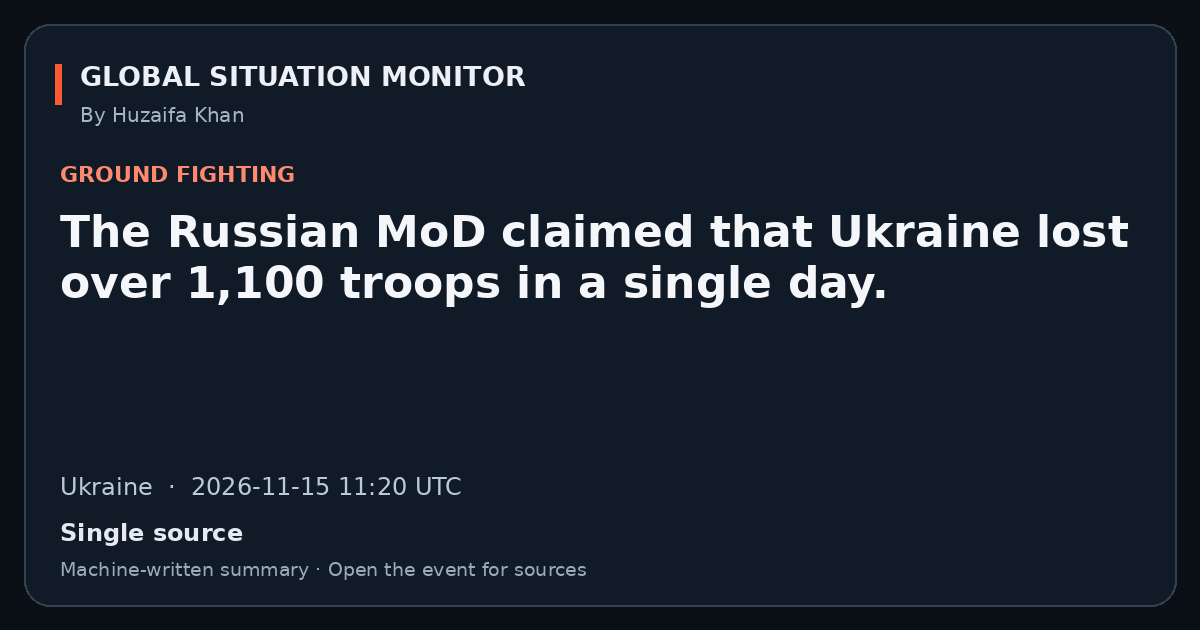 GLOBAL SITUATION MONITOR
By Huzaifa Khan
GROUND FIGHTING
The Russian MoD claimed that Ukraine lost
over 1,100 troops in a single day.
Ukraine · 2026-11-15 11:20 UTC
Single source
Machine-written summary · Open the event for sources